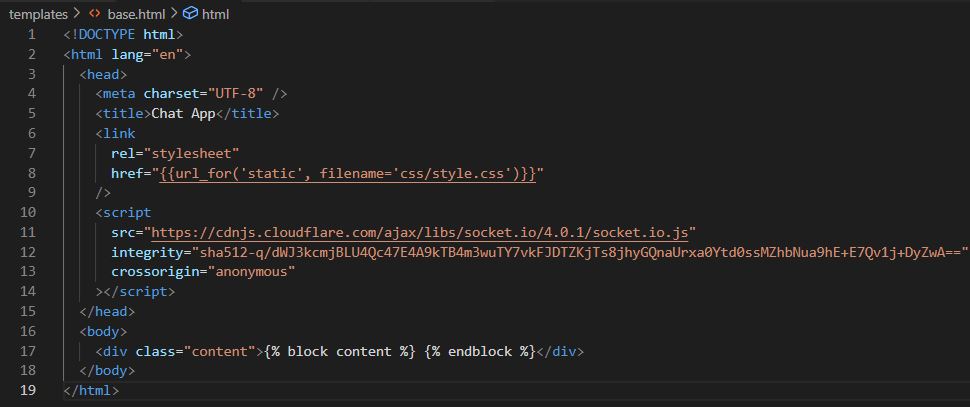 templates > <> base.html > html
1 <!DOCTYPE html>
2 <html lang="en">
3   <head>
4     <meta charset="UTF-8" />
5     <title>Chat App</title>
6     <link
7       rel="stylesheet"
8       href="{{url_for('static', filename='css/style.css')}}"
9     />
10     <script
11       src="https://cdnjs.cloudflare.com/ajax/libs/socket.io/4.0.1/socket.io.js"
12       integrity="sha512-q/dWJ3kcmjBLU4Qc47E4A9kTB4m3wuTY7vkFJDTZKjTs8jhyGQnaUrxa0Ytd0ssMZhbNua9hE+E7Qv1j+DyZwA=="
13       crossorigin="anonymous"
14     ></script>
15   </head>
16   <body>
17     <div class="content">{% block content %} {% endblock %}</div>
18   </body>
19 </html>